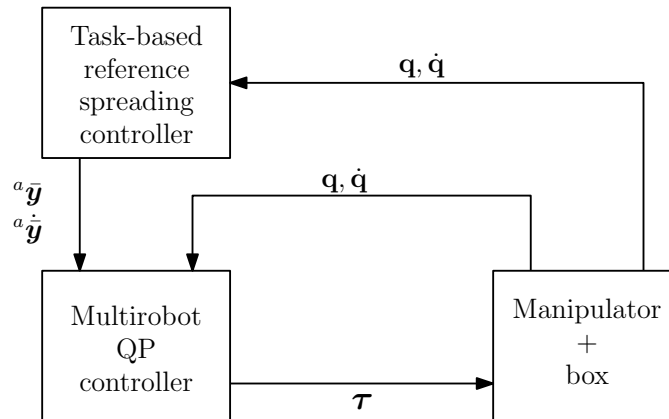 Task-based
reference
spreading
controller
q, q̇
ᵃȳ
ᵃẏ̄
q, q̇
Multirobot
QP
controller
Manipulator
+
box
τ